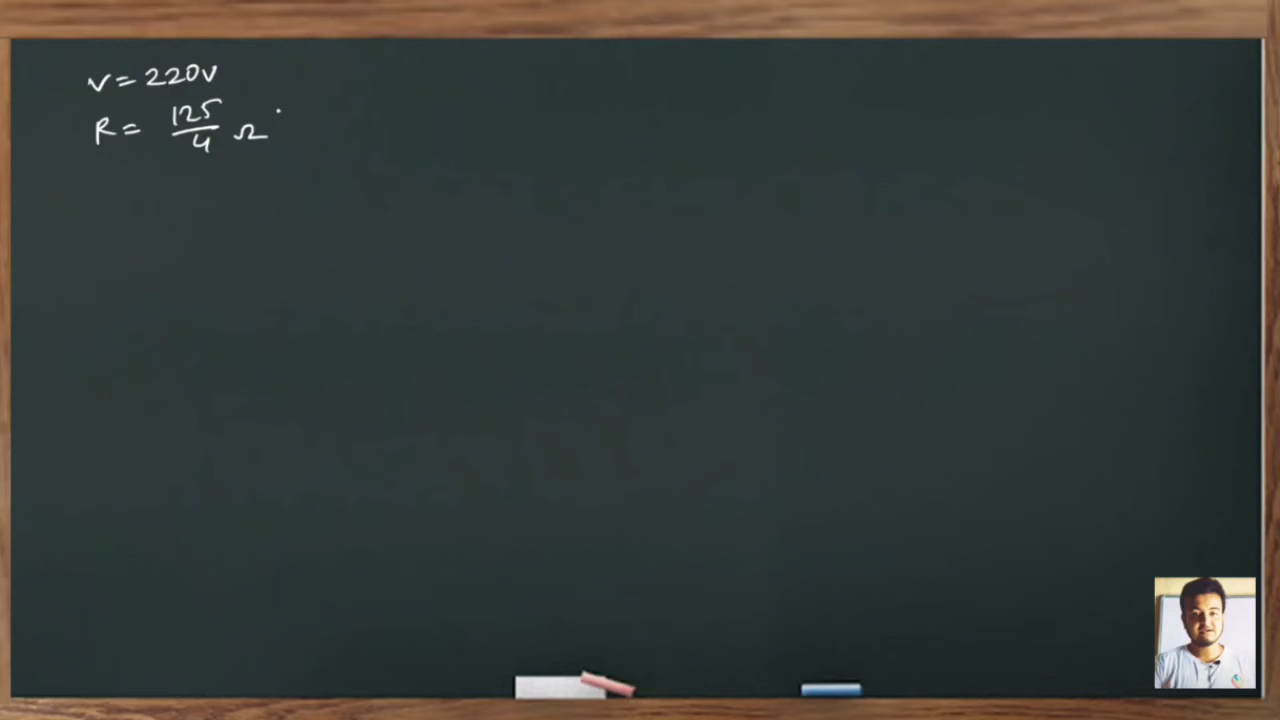 V = 220V
R = 125/4 Ω